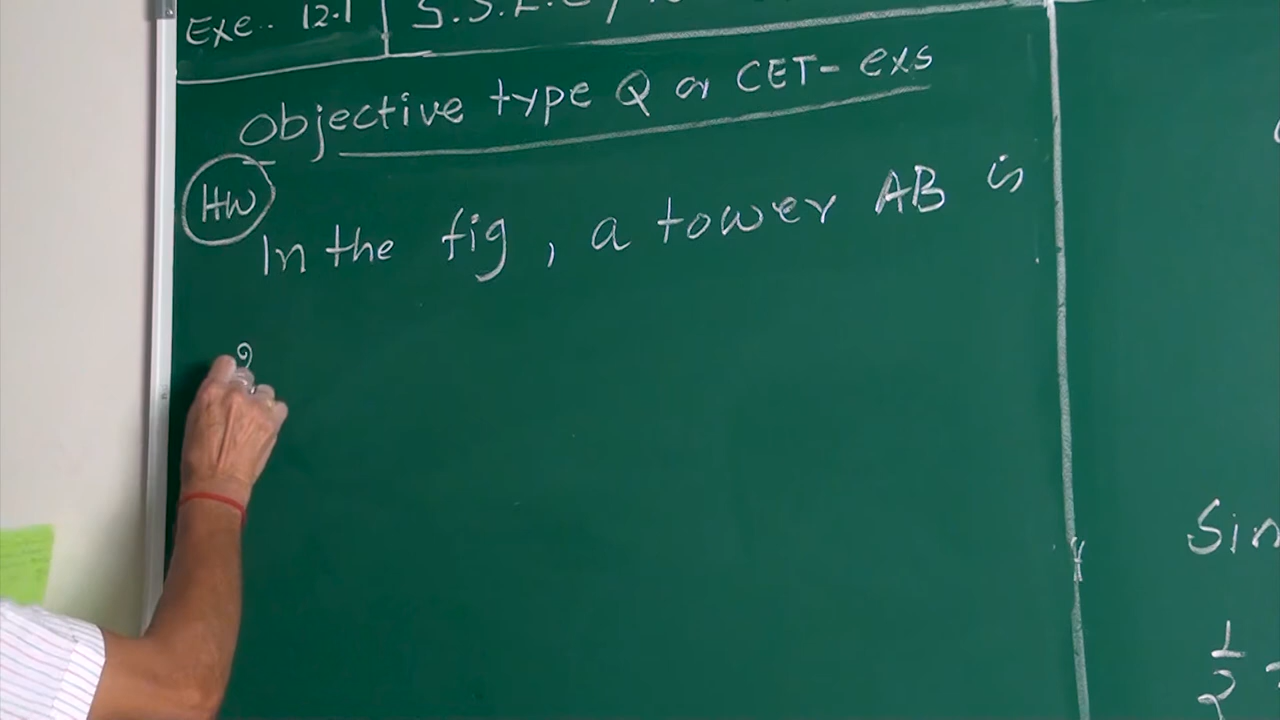 Exe.. 12.1
Objective type Q or CET- exs
HW
In the fig, a tower AB is
Sin
1/2